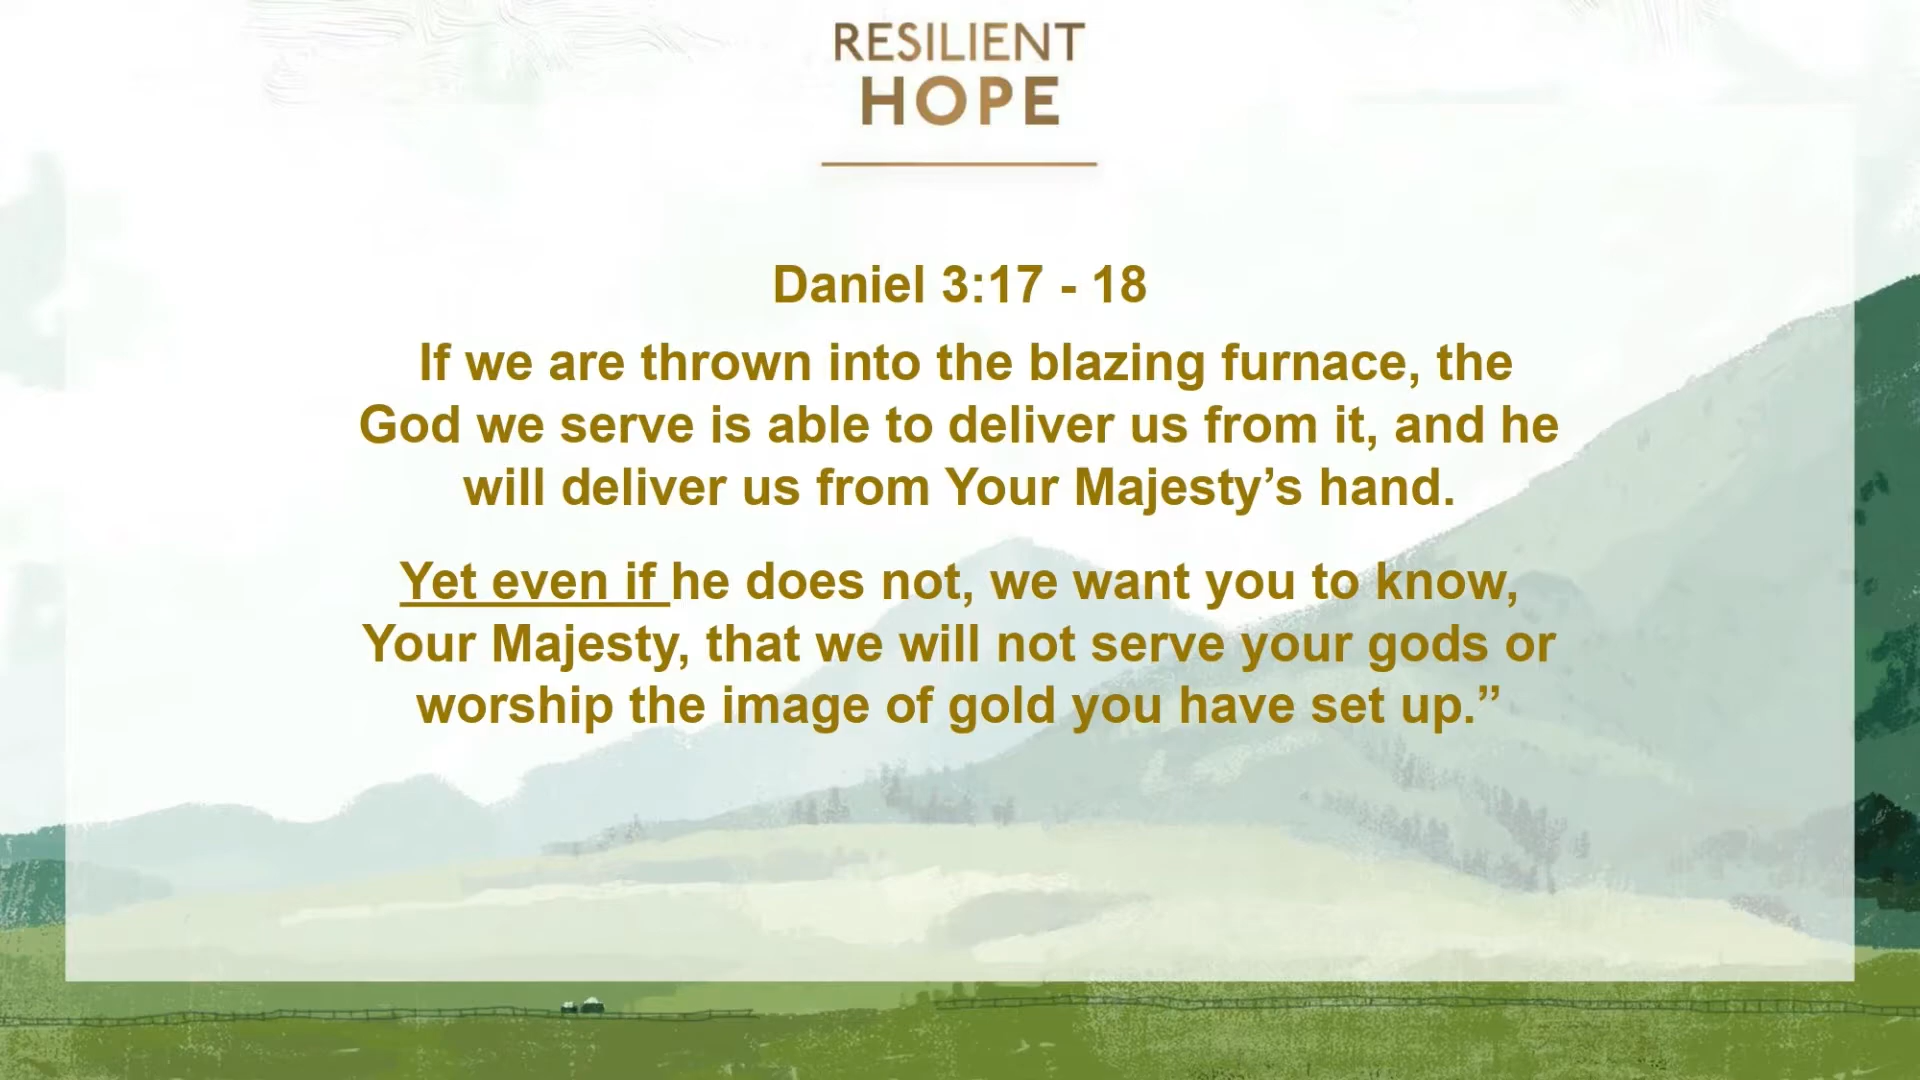 RESILIENT
HOPE
Daniel 3:17 - 18
If we are thrown into the blazing furnace, the
God we serve is able to deliver us from it, and he
will deliver us from Your Majesty’s hand.
Yet even if he does not, we want you to know,
Your Majesty, that we will not serve your gods or
worship the image of gold you have set up.”